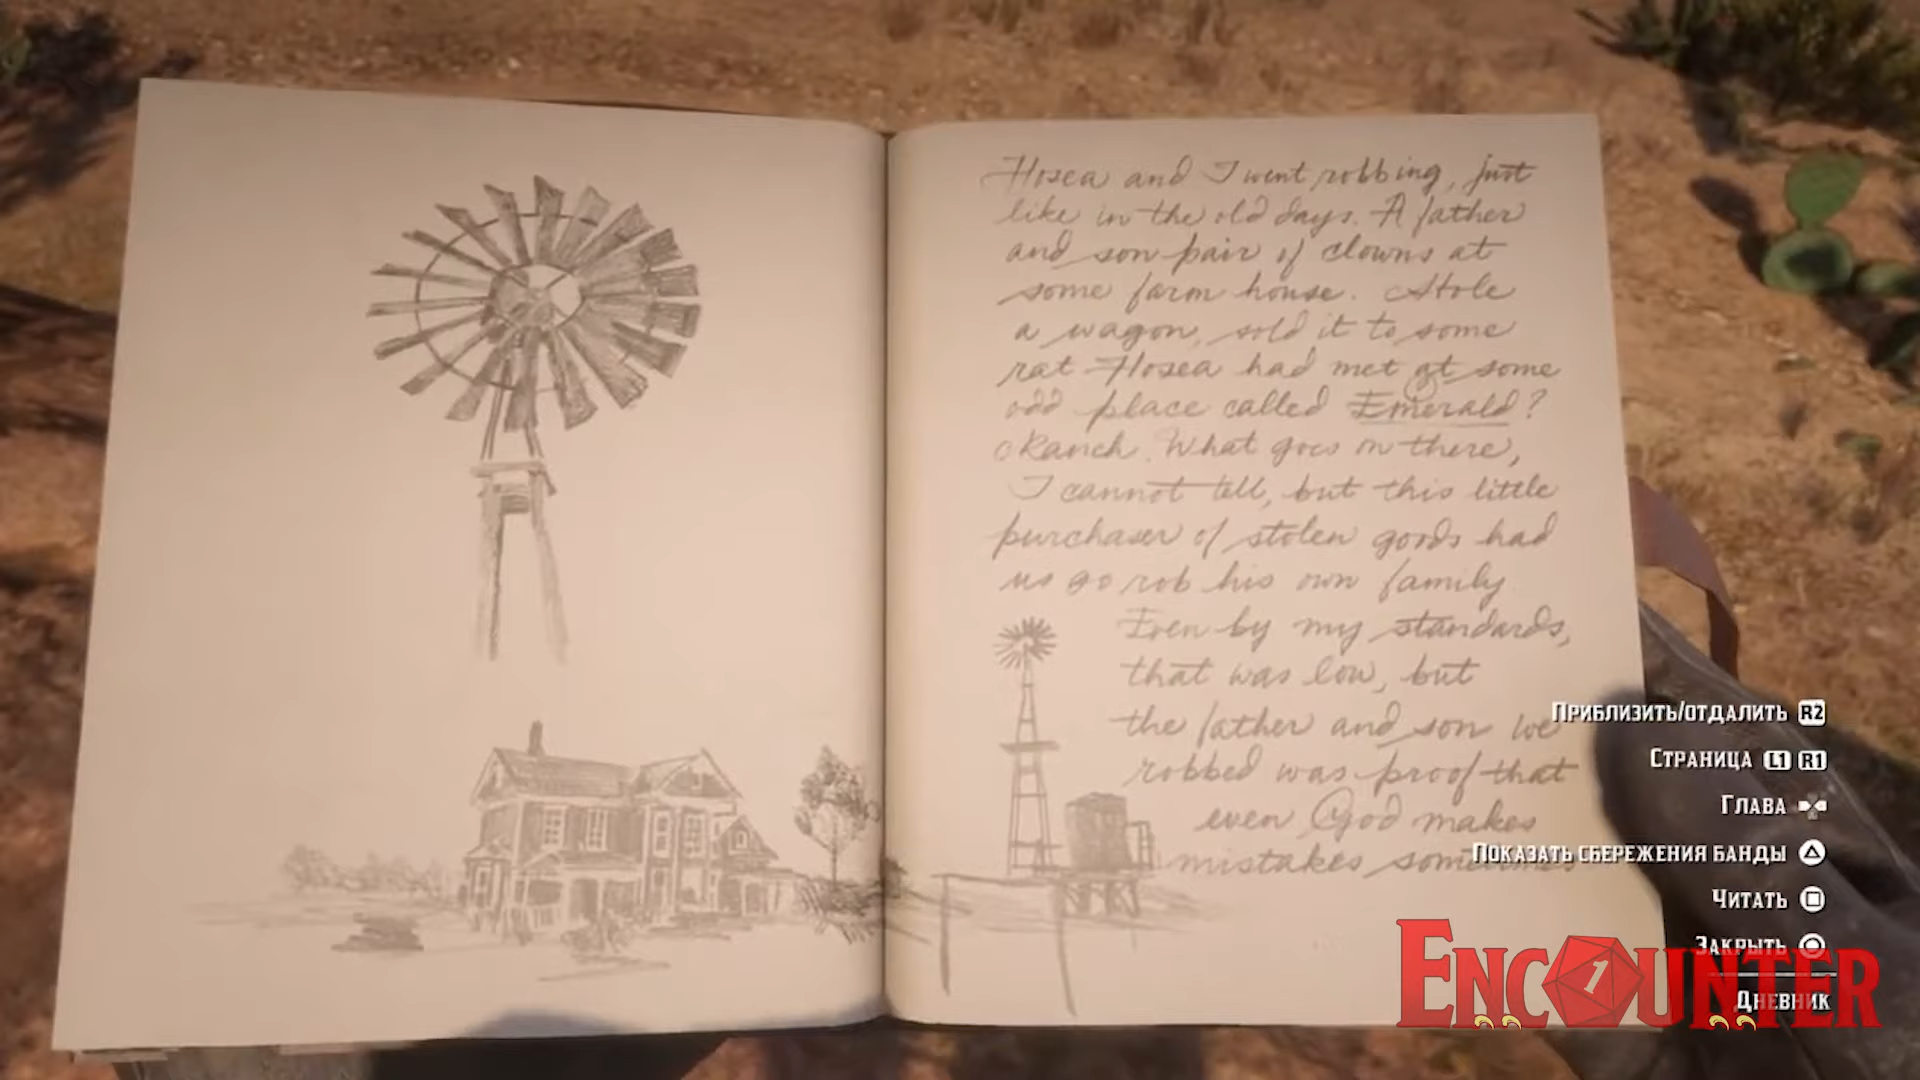 Hosea and I went robbing, just
like in the old days. A father
and son pair of clowns at
some farm house. Stole
a wagon, sold it to some
rat Hosea had met at some
odd place called Emerald?
Ranch. What goes on there,
I cannot tell, but this little
purchaser of stolen goods had
us go rob his own family
Even by my standards,
that was low, but
the father and son we
robbed was proof that
even God makes
mistakes sometimes
Приблизить/отдалить R2
Страница L1 R1
Глава
Показать сбережения банды
Читать
Закрыть
Дневник
ENCOUNTER
1